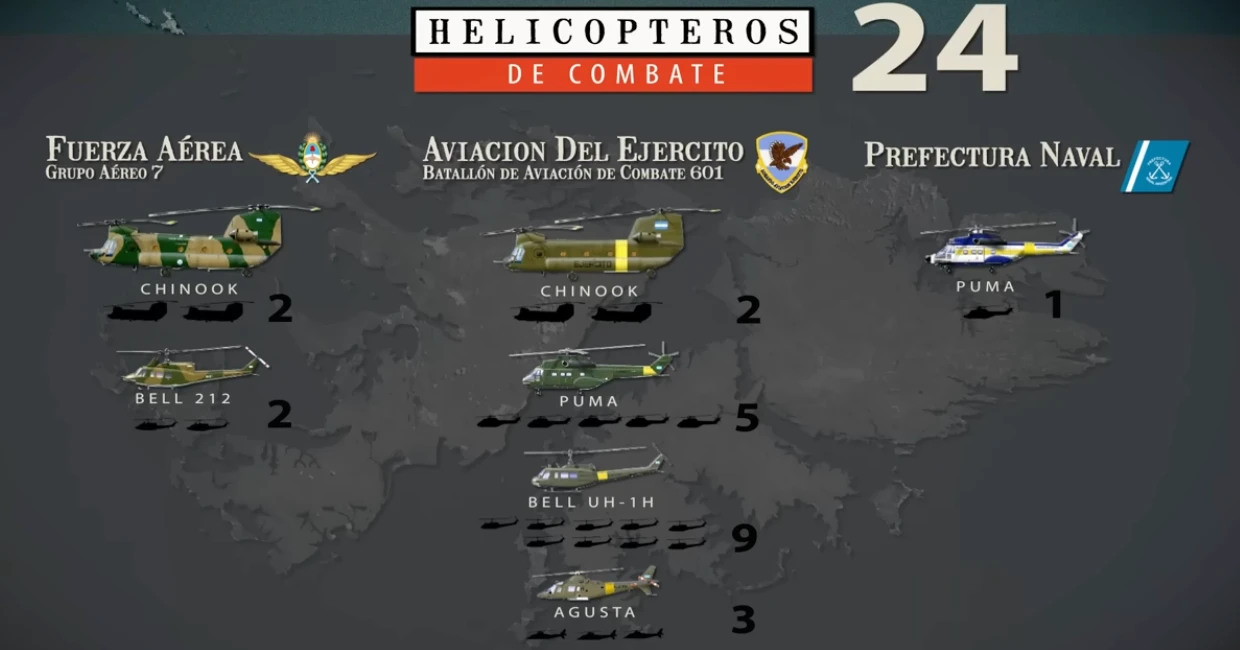 HELICOPTEROS
DE COMBATE
24
FUERZA AÉREA
GRUPO AÉREO 7
CHINOOK
2
BELL 212
2
AVIACION DEL EJERCITO
BATALLÓN DE AVIACIÓN DE COMBATE 601
CHINOOK
2
PUMA
5
BELL UH-1H
9
AGUSTA
3
PREFECTURA NAVAL
PUMA
1